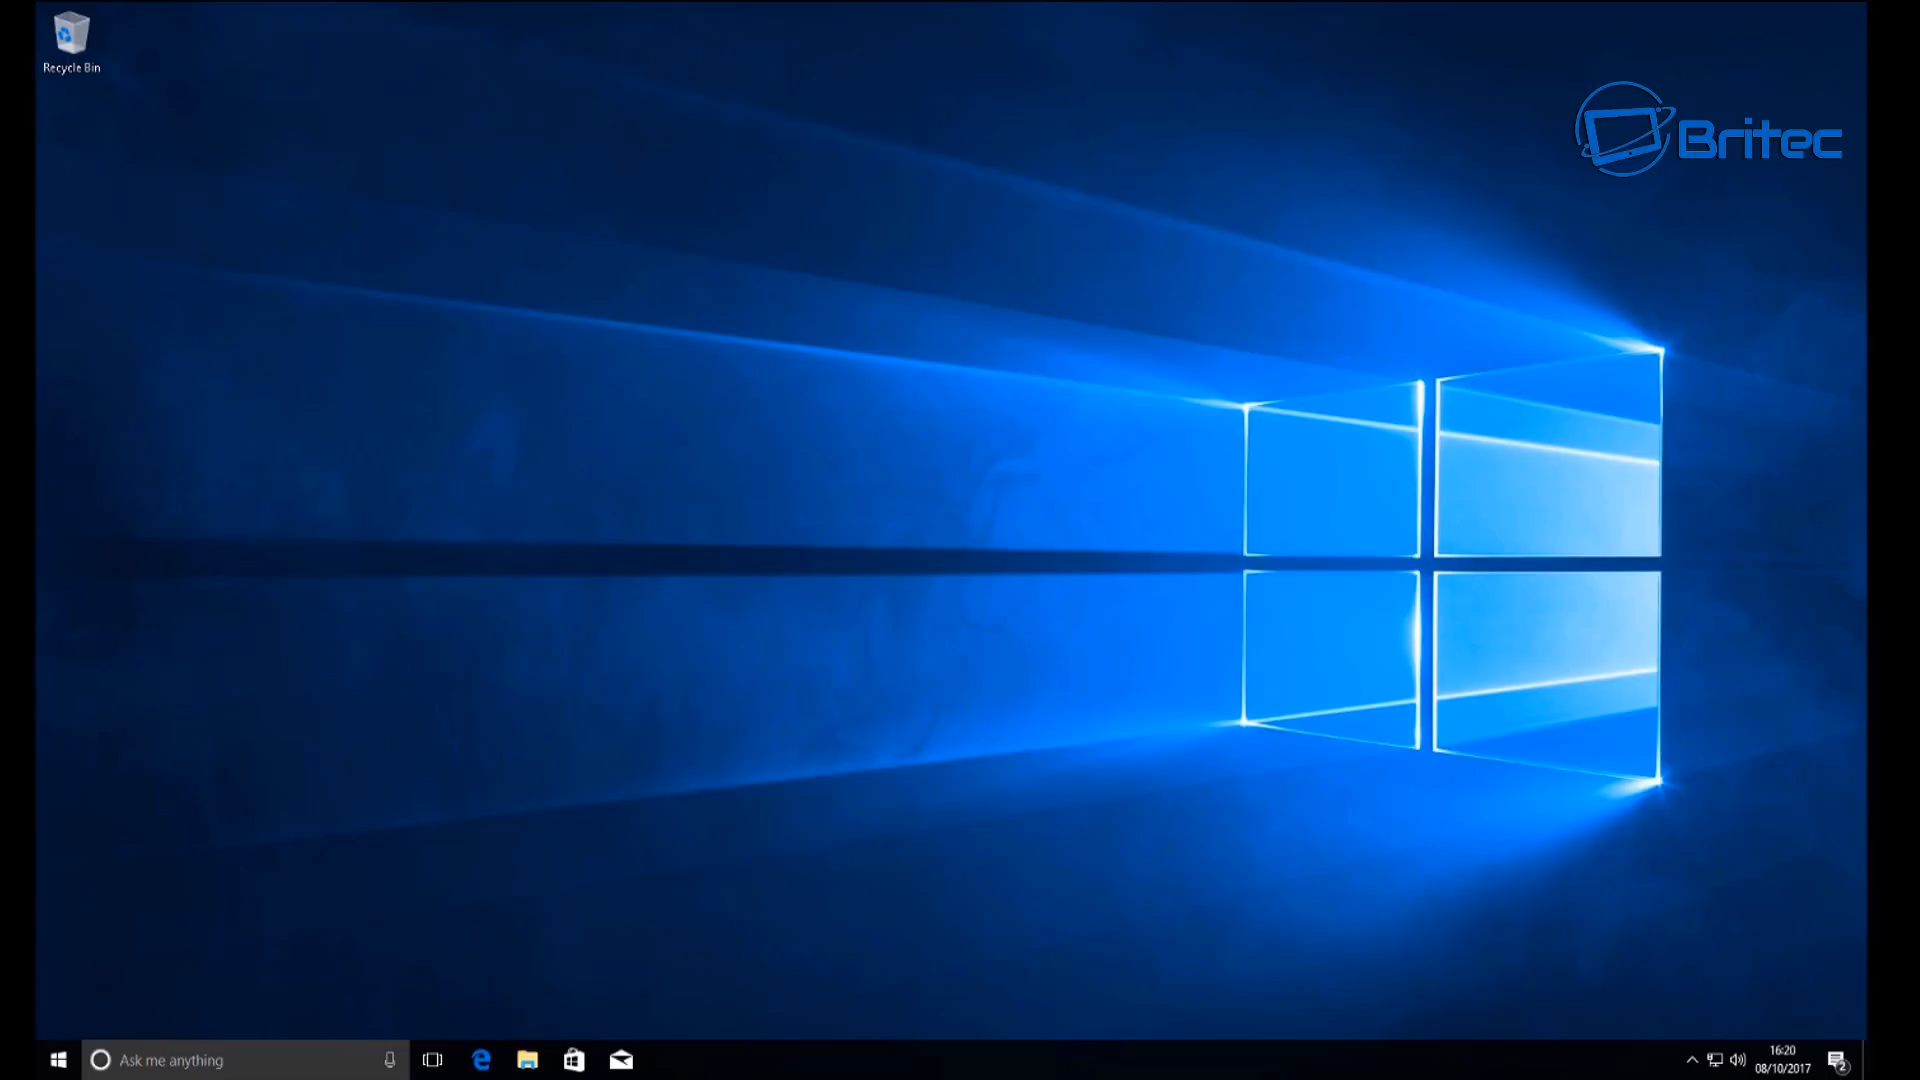 Recycle Bin
Britec
Ask me anything
16:20
08/10/2017
2